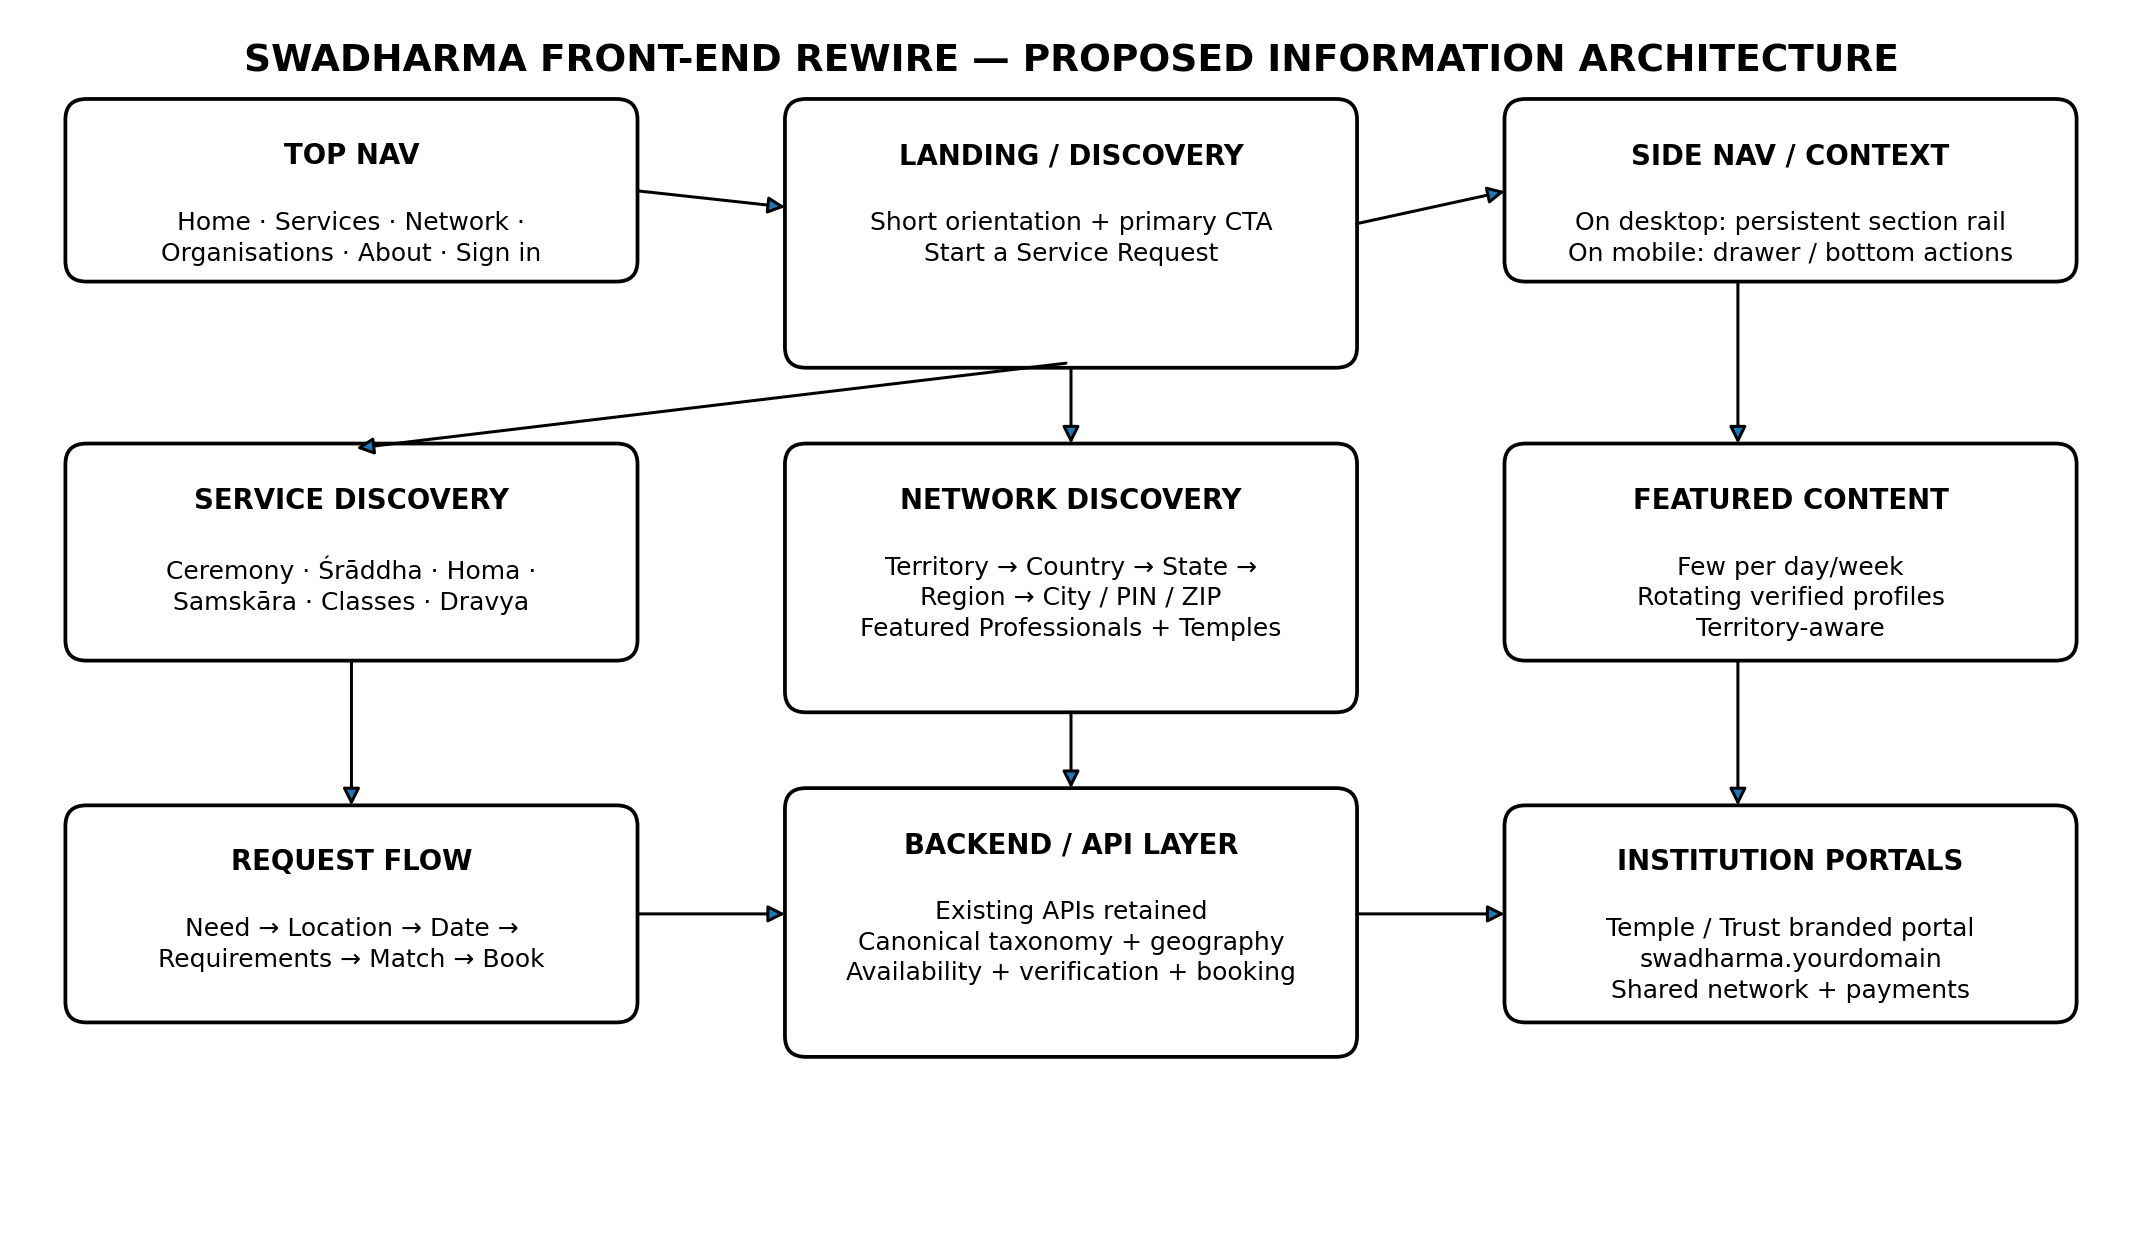 SWADHARMA FRONT-END REWIRE — PROPOSED INFORMATION ARCHITECTURE
TOP NAV
Home · Services · Network ·
Organisations · About · Sign in
LANDING / DISCOVERY
Short orientation + primary CTA
Start a Service Request
SIDE NAV / CONTEXT
On desktop: persistent section rail
On mobile: drawer / bottom actions
SERVICE DISCOVERY
Ceremony · Śrāddha · Homa ·
Samskāra · Classes · Dravya
NETWORK DISCOVERY
Territory → Country → State →
Region → City / PIN / ZIP
Featured Professionals + Temples
FEATURED CONTENT
Few per day/week
Rotating verified profiles
Territory-aware
REQUEST FLOW
Need → Location → Date →
Requirements → Match → Book
BACKEND / API LAYER
Existing APIs retained
Canonical taxonomy + geography
Availability + verification + booking
INSTITUTION PORTALS
Temple / Trust branded portal
swadharma.yourdomain
Shared network + payments